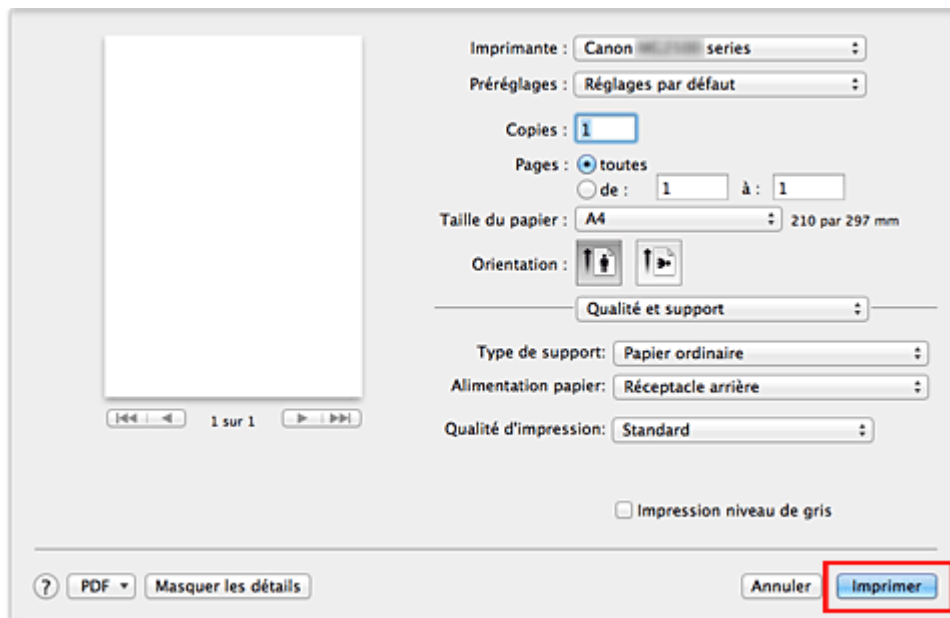 Imprimante : Canon series
Préréglages : Réglages par défaut
Copies : 1
Pages : toutes
de : 1 à : 1
Taille du papier : A4 210 par 297 mm
Orientation :
Qualité et support
Type de support: Papier ordinaire
Alimentation papier: Réceptacle arrière
1 sur 1
Qualité d'impression: Standard
Impression niveau de gris
? PDF Masquer les détails Annuler Imprimer